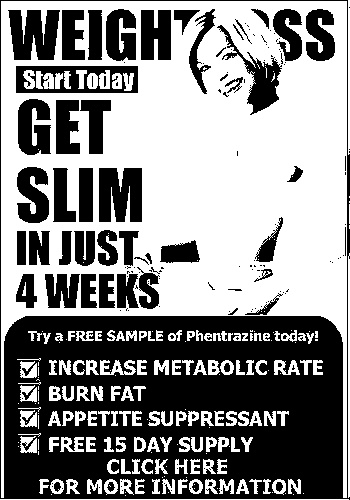 WEIGHT LOSS
Start Today
GET
SLIM
IN JUST
4 WEEKS
Try a FREE SAMPLE of Phentrazine today!
INCREASE METABOLIC RATE
BURN FAT
APPETITE SUPPRESSANT
FREE 15 DAY SUPPLY
CLICK HERE
FOR MORE INFORMATION